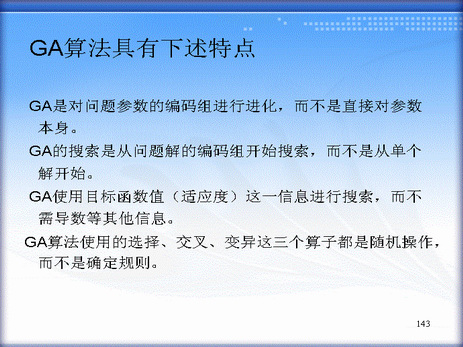 GA算法具有下述特点
GA是对问题参数的编码组进行进化，而不是直接对参数
本身。
GA的搜索是从问题解的编码组开始搜索，而不是从单个
解开始。
GA使用目标函数值（适应度）这一信息进行搜索，而不
需导数等其他信息。
GA算法使用的选择、交叉、变异这三个算子都是随机操作，
而不是确定规则。
143